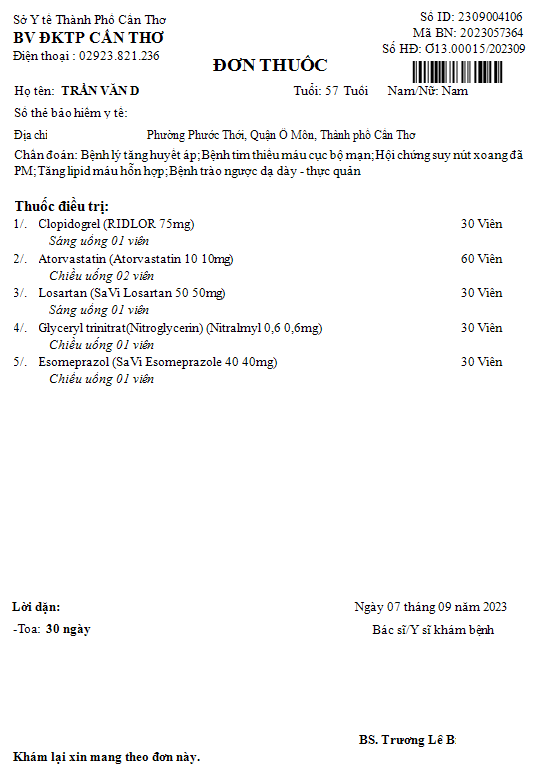 Sở Y tế Thành Phố Cần Thơ
Số ID: 2309004106
BV ĐKTP CẦN THƠ
Mã BN: 2023057364
Điện thoại : 02923.821.236
Số HĐ: Ơ13.00015/202309
ĐƠN THUỐC
Họ tên: TRẦN VĂN D
Tuổi: 57 Tuổi Nam/Nữ: Nam
Số thẻ bảo hiểm y tế:
Địa chỉ Phường Phước Thới, Quận Ô Môn, Thành phố Cần Thơ
Chẩn đoán: Bệnh lý tăng huyết áp;Bệnh tim thiếu máu cục bộ mạn;Hội chứng suy nút xoang đã
PM;Tăng lipid máu hỗn hợp;Bệnh trào ngược dạ dày - thực quản
Thuốc điều trị:
1/. Clopidogrel (RIDLOR 75mg) 30 Viên
Sáng uống 01 viên
2/. Atorvastatin (Atorvastatin 10 10mg) 60 Viên
Chiều uống 02 viên
3/. Losartan (SaVi Losartan 50 50mg) 30 Viên
Sáng uống 01 viên
4/. Glyceryl trinitrat(Nitroglycerin) (Nitralmyl 0,6 0,6mg) 30 Viên
Chiều uống 01 viên
5/. Esomeprazol (SaVi Esomeprazole 40 40mg) 30 Viên
Chiều uống 01 viên
Lời dặn:
Ngày 07 tháng 09 năm 2023
-Toa: 30 ngày
Bác sĩ/Y sĩ khám bệnh
BS. Trương Lê B
Khám lại xin mang theo đơn này.